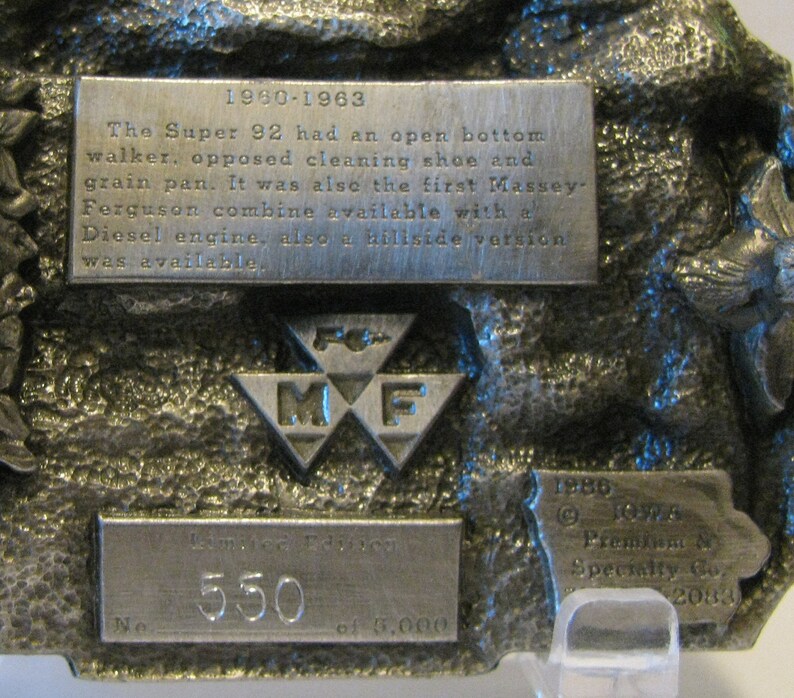 1960-1963
The Super 92 had an open bottom
walker, opposed cleaning shoe and
grain pan. It was also the first Massey-
Ferguson combine available with a
Diesel engine, also a hillside version
was available.
M F
Limited Edition
550
No of 5,000
1986
© IOWA
Premium &
Specialty Co.
2083